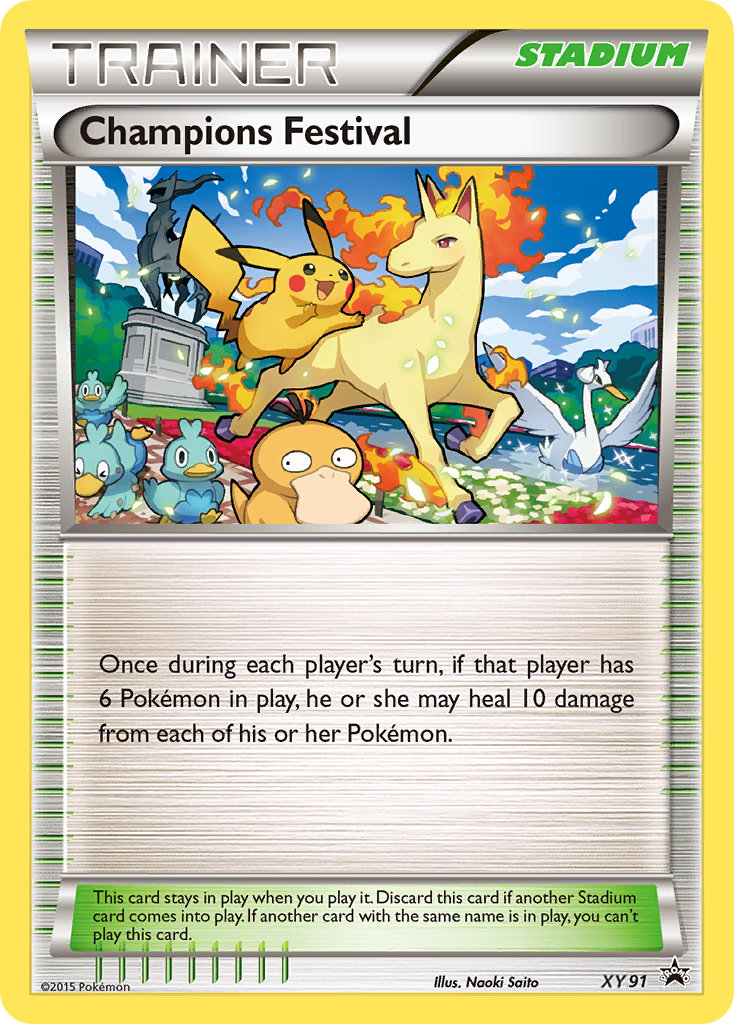 TRAINER
STADIUM
Champions Festival
Once during each player's turn, if that player has
6 Pokémon in play, he or she may heal 10 damage
from each of his or her Pokémon.
This card stays in play when you play it. Discard this card if another Stadium
card comes into play. If another card with the same name is in play, you can't
play this card.
©2015 Pokémon
Illus. Naoki Saito
XY91
PROMO